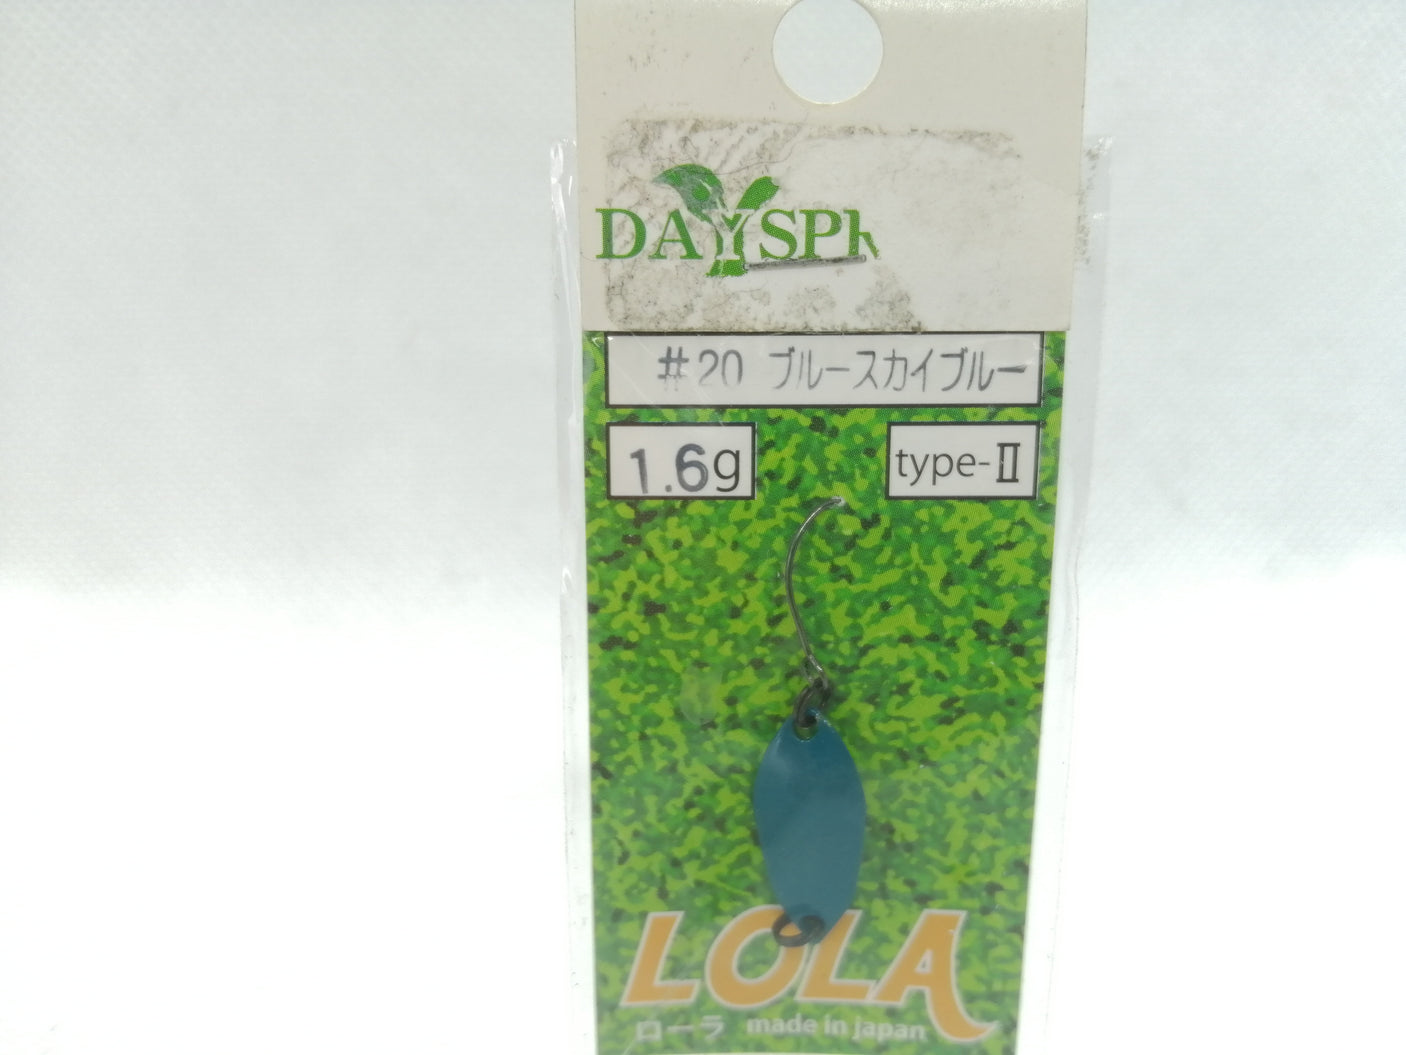 DAYSPR
#20 ブルースカイブルー
1.6g
type-Ⅱ
LOLA
ローラ made in japan